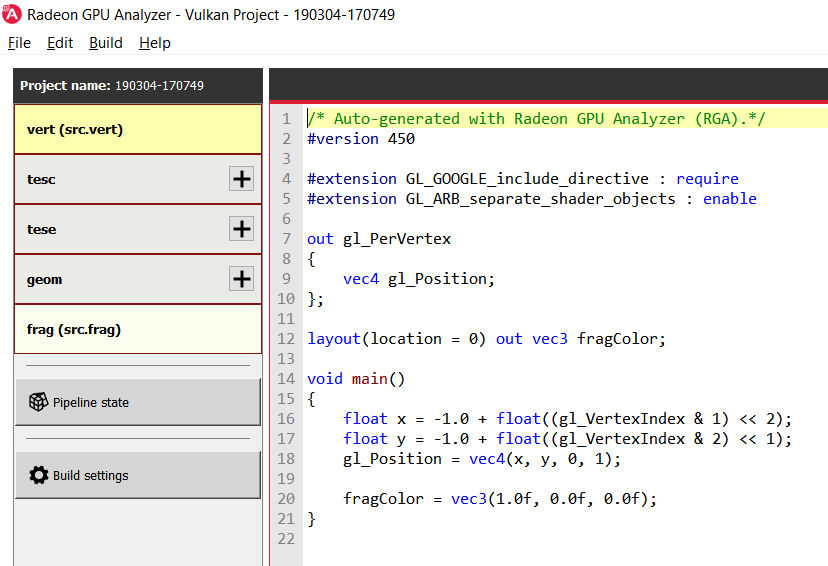 Radeon GPU Analyzer - Vulkan Project - 190304-170749
File Edit Build Help
Project name: 190304-170749
vert (src.vert)
tesc
tese
geom
frag (src.frag)
Pipeline state
Build settings
1 /* Auto-generated with Radeon GPU Analyzer (RGA).*/
2 #version 450
3
4 #extension GL_GOOGLE_include_directive : require
5 #extension GL_ARB_separate_shader_objects : enable
6
7 out gl_PerVertex
8 {
9     vec4 gl_Position;
10 };
11
12 layout(location = 0) out vec3 fragColor;
13
14 void main()
15 {
16     float x = -1.0 + float((gl_VertexIndex & 1) << 2);
17     float y = -1.0 + float((gl_VertexIndex & 2) << 1);
18     gl_Position = vec4(x, y, 0, 1);
19
20     fragColor = vec3(1.0f, 0.0f, 0.0f);
21 }
22